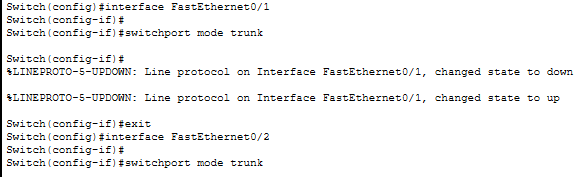 Switch(config)#interface FastEthernet0/1
Switch(config-if)#
Switch(config-if)#switchport mode trunk
Switch(config-if)#
%LINEPROTO-5-UPDOWN: Line protocol on Interface FastEthernet0/1, changed state to down
%LINEPROTO-5-UPDOWN: Line protocol on Interface FastEthernet0/1, changed state to up
Switch(config-if)#exit
Switch(config)#interface FastEthernet0/2
Switch(config-if)#
Switch(config-if)#switchport mode trunk